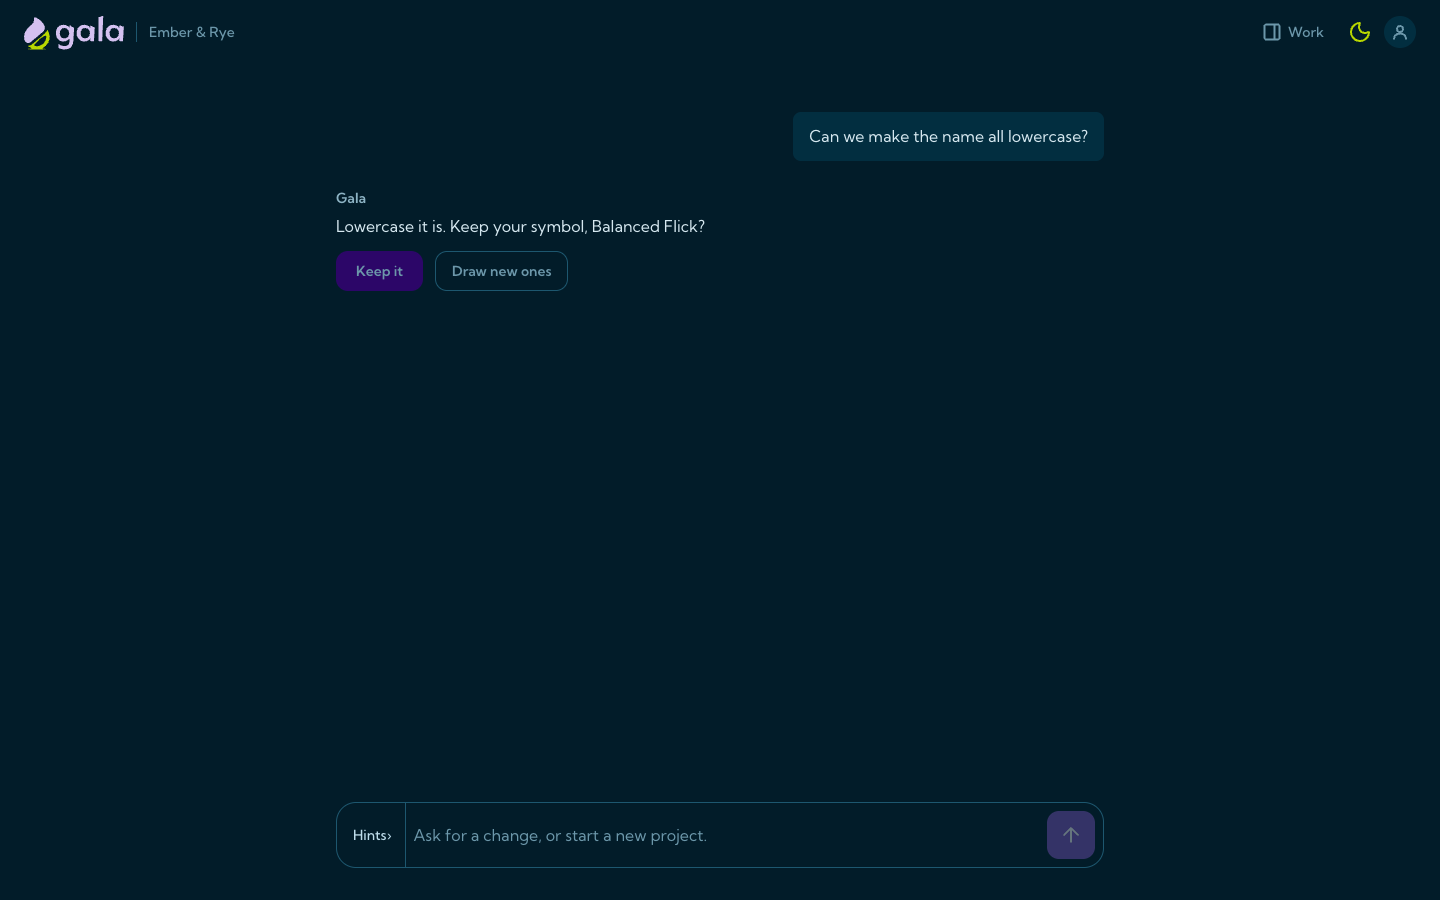 gala
Ember & Rye
Work
Can we make the name all lowercase?
Gala
Lowercase it is. Keep your symbol, Balanced Flick?
Keep it
Draw new ones
Hints›
Ask for a change, or start a new project.